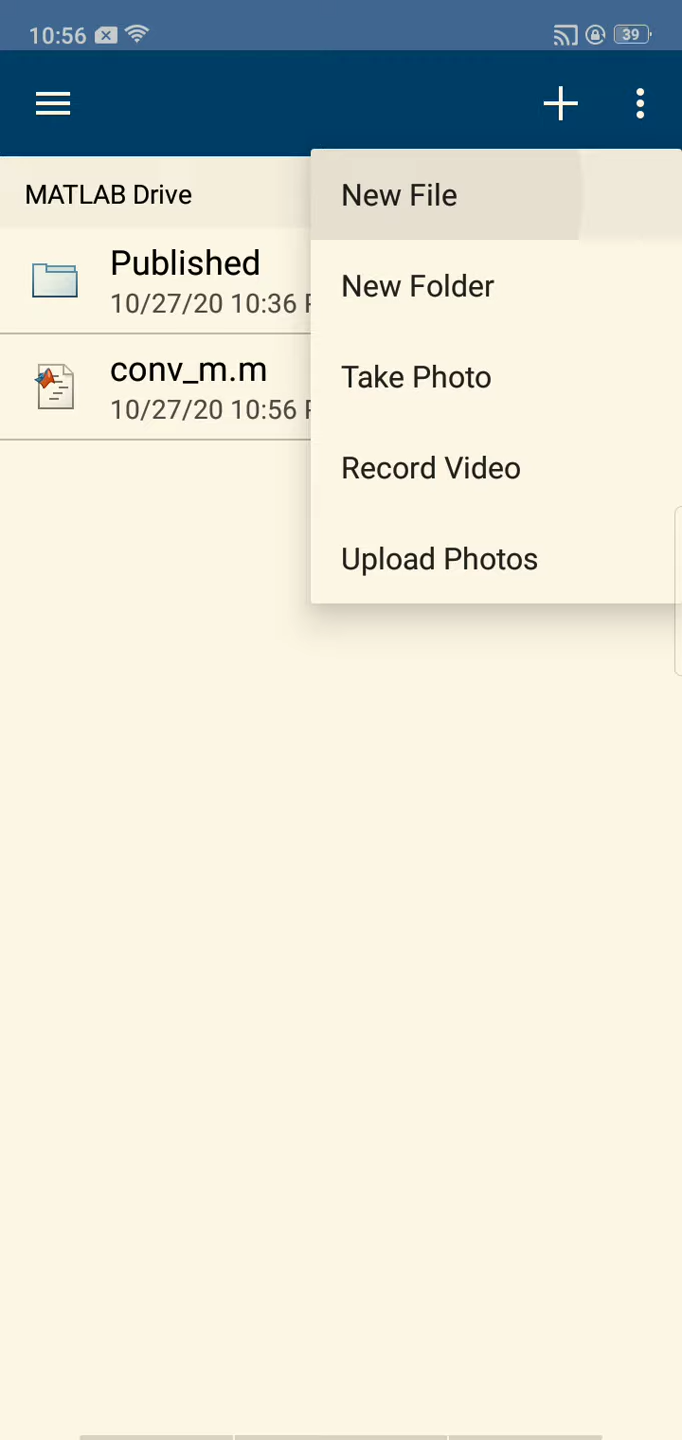 10:56
39
New File
MATLAB Drive
New Folder
Published
10/27/20 10:36
Take Photo
conv_m.m
10/27/20 10:56
Record Video
Upload Photos